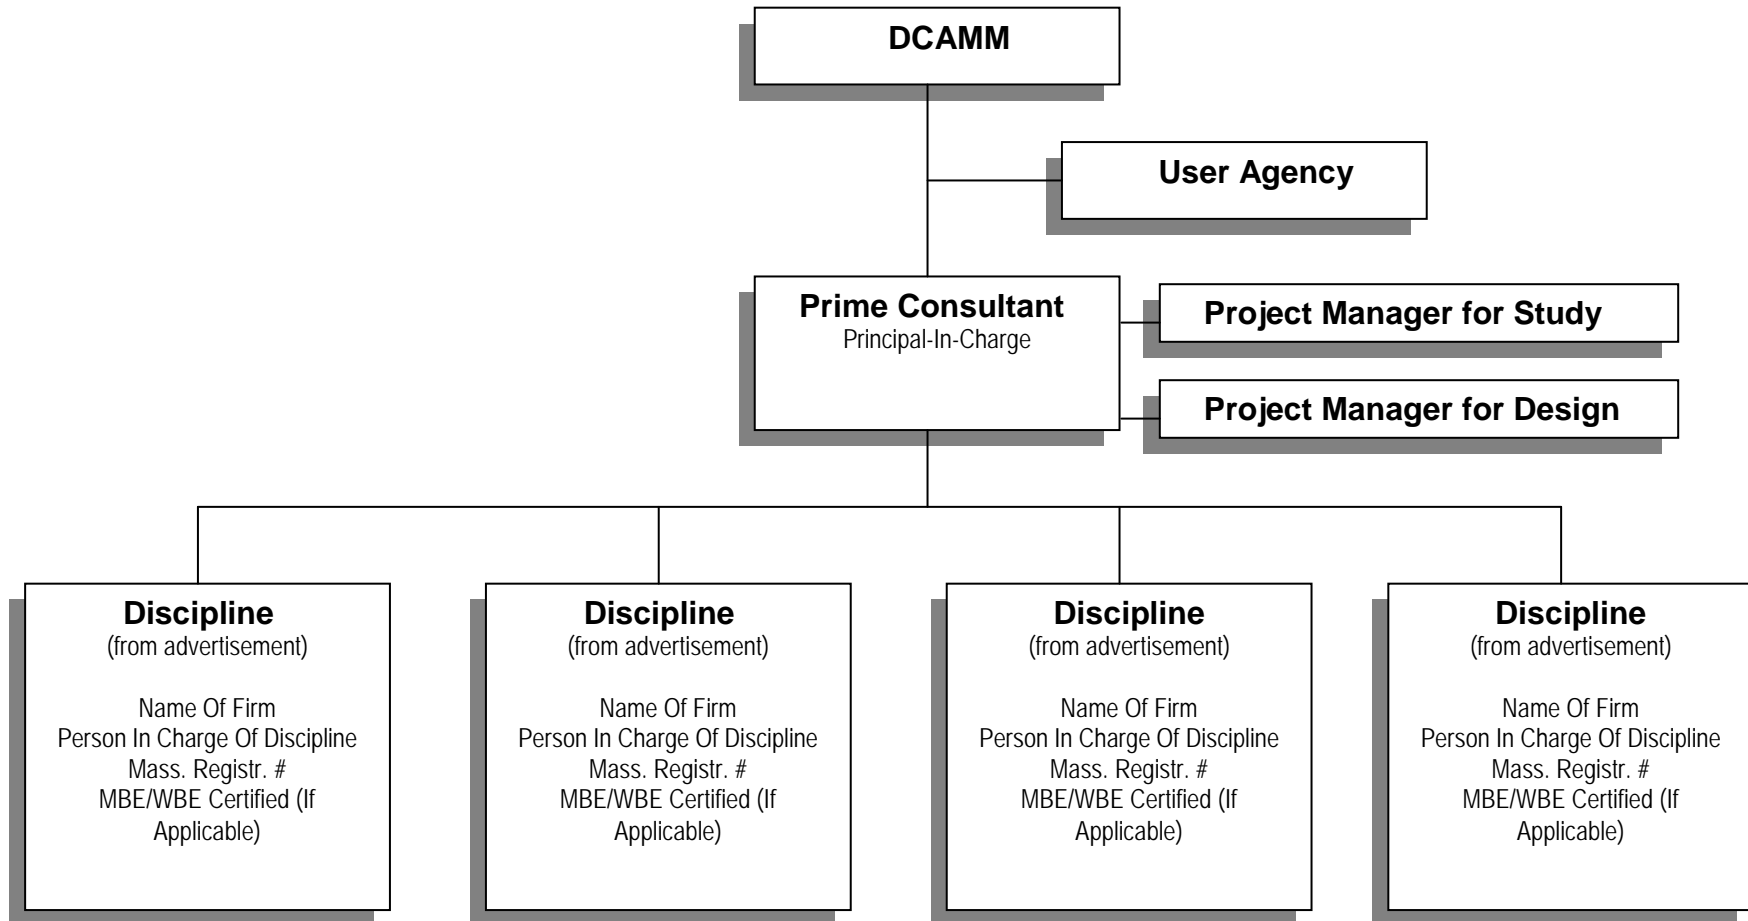 DCAMM
User Agency
Prime Consultant
Principal-In-Charge
Project Manager for Study
Project Manager for Design
Discipline
(from advertisement)
Name Of Firm
Person In Charge Of Discipline
Mass. Registr. #
MBE/WBE Certified (If
Applicable)
Discipline
(from advertisement)
Name Of Firm
Person In Charge Of Discipline
Mass. Registr. #
MBE/WBE Certified (If
Applicable)
Discipline
(from advertisement)
Name Of Firm
Person In Charge Of Discipline
Mass. Registr. #
MBE/WBE Certified (If
Applicable)
Discipline
(from advertisement)
Name Of Firm
Person In Charge Of Discipline
Mass. Registr. #
MBE/WBE Certified (If
Applicable)